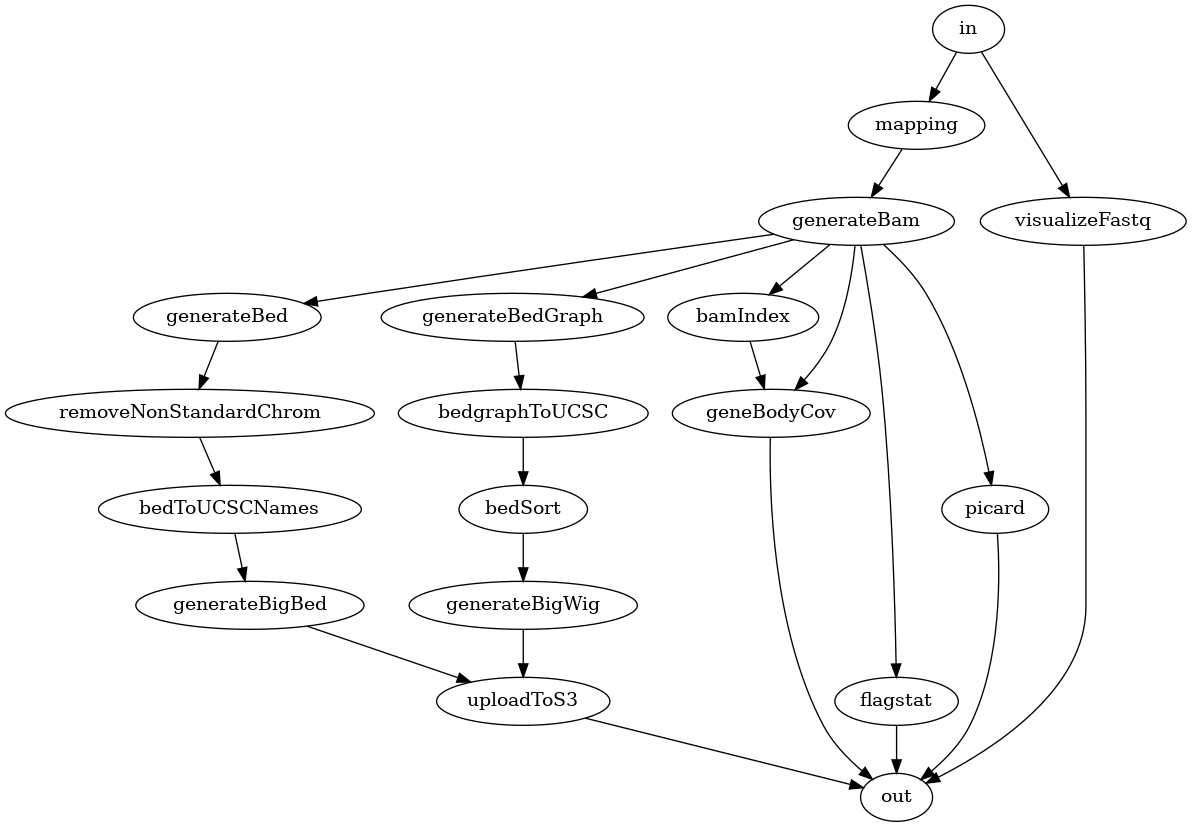 in
mapping
generateBam
visualizeFastq
generateBed
generateBedGraph
bamIndex
removeNonStandardChrom
bedgraphToUCSC
geneBodyCov
bedToUCSCNames
bedSort
picard
generateBigBed
generateBigWig
uploadToS3
flagstat
out